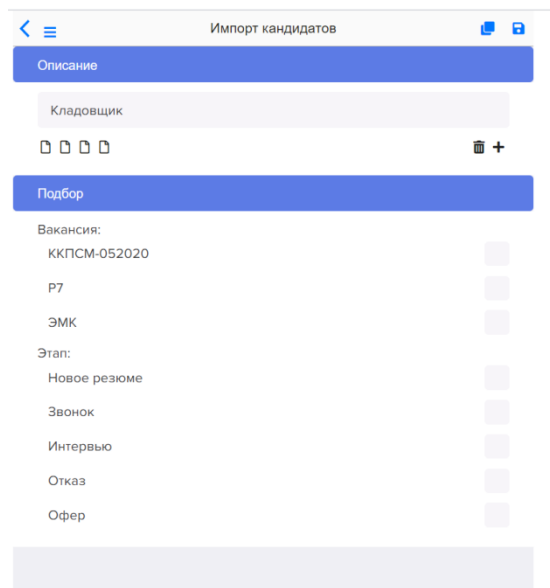 Импорт кандидатов
Описание
Кладовщик
Подбор
Вакансия:
ККПСМ-052020
Р7
ЭМК
Этап:
Новое резюме
Звонок
Интервью
Отказ
Офер